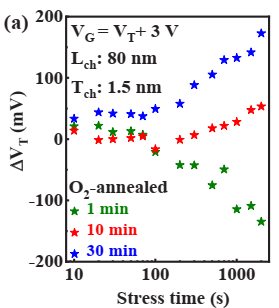 (a)
200
V_G = V_T + 3 V
L_ch: 80 nm
T_ch: 1.5 nm
100
ΔV_T (mV)
0
O₂-annealed
-100
1 min
10 min
30 min
-200
10 100 1000
Stress time (s)